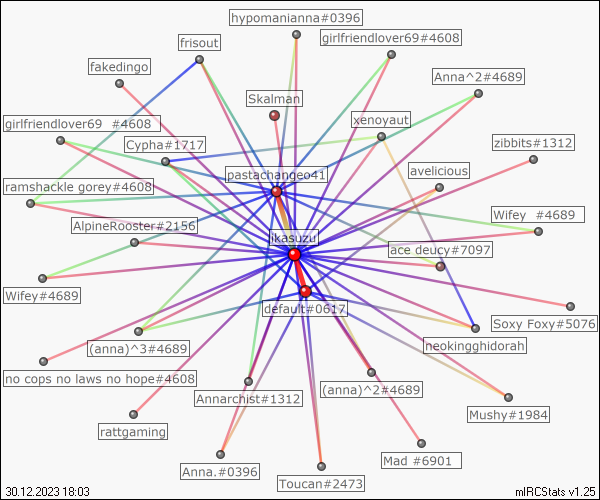 hypomanianna#0396
girlfriendlover69#4608
frisout
fakedingo
Anna^2#4689
Skalman
girlfriendlover69 #4608
xenoyaut
Cypha#1717
zibbits#1312
pastachangeo41
avelicious
ramshackle gorey#4608
Wifey #4689
AlpineRooster#2156
jkasuzu
ace deucy#7097
Wifey#4689
default#0617
Soxy Foxy#5076
(anna)^3#4689
neokingghidorah
no cops no laws no hope#4608
(anna)^2#4689
Annarchist#1312
Mushy#1984
rattgaming
Mad #6901
Anna.#0396
Toucan#2473
30.12.2023 18:03
mIRCStats v1.25